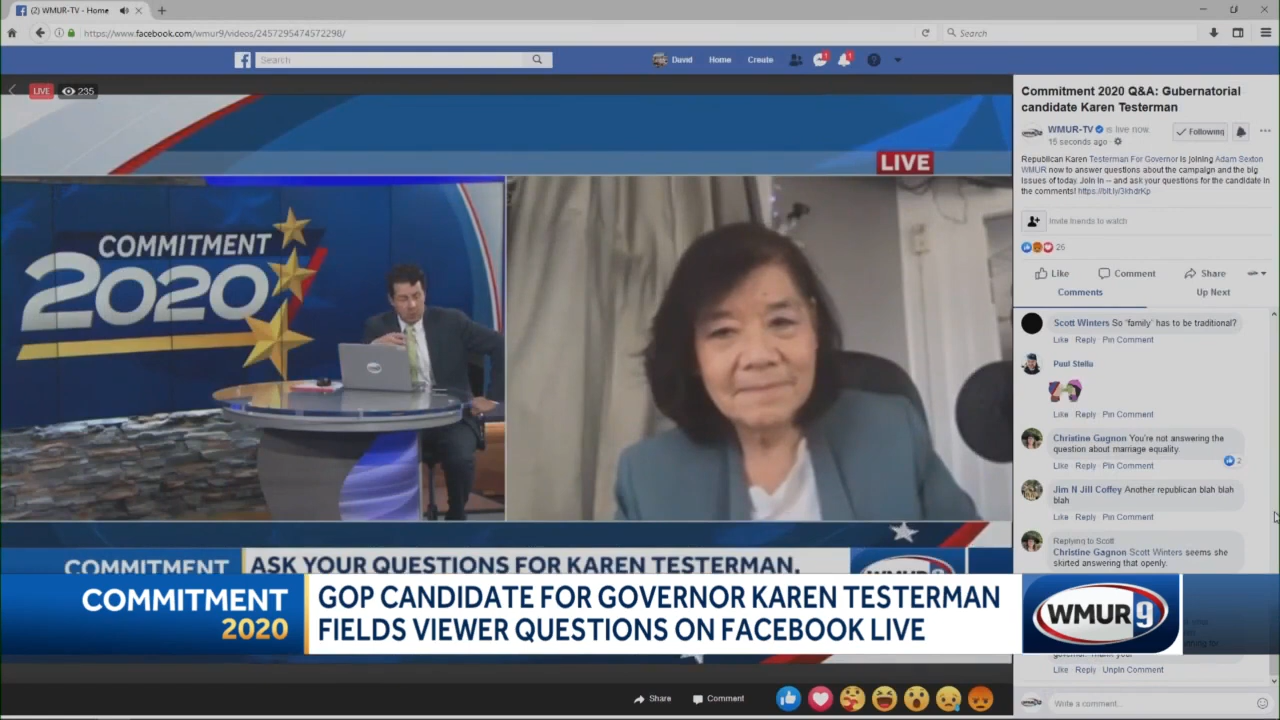 (2) WMUR-TV - Home
https://www.facebook.com/wmur9/videos/2457295474572298/
Search
Search
David
Home
Create
LIVE
235
LIVE
COMMITMENT
2020
Commitment 2020 Q&A: Gubernatorial
candidate Karen Testerman
WMUR-TV is live now.
15 seconds ago
Following
Republican Karen Testerman For Governor is joining Adam Sexton
WMUR now to answer questions about the campaign and the big
issues of today. Join in -- and ask your questions for the candidate in
the comments!
Invite friends to watch
26
Like Comment Share
Comments Up Next
Scott Winters So "family" has to be traditional?
Like Reply Pin Comment
Like Reply Pin Comment
Christine Gagnon You're not answering the
question about marriage equality.
2
Like Reply Pin Comment
Jim N Jill Coffey Another republican blah blah
blah
Like Reply Pin Comment
Replying to Scott
Christine Gagnon Scott Winters seems she
skirted answering that openly.
COMMITMENT
ASK YOUR QUESTIONS FOR KAREN TESTERMAN.
WMUR 9
COMMITMENT
2020
GOP CANDIDATE FOR GOVERNOR KAREN TESTERMAN
FIELDS VIEWER QUESTIONS ON FACEBOOK LIVE
WMUR 9
Like Reply Unpin Comment
Share
Comment
Write a comment...